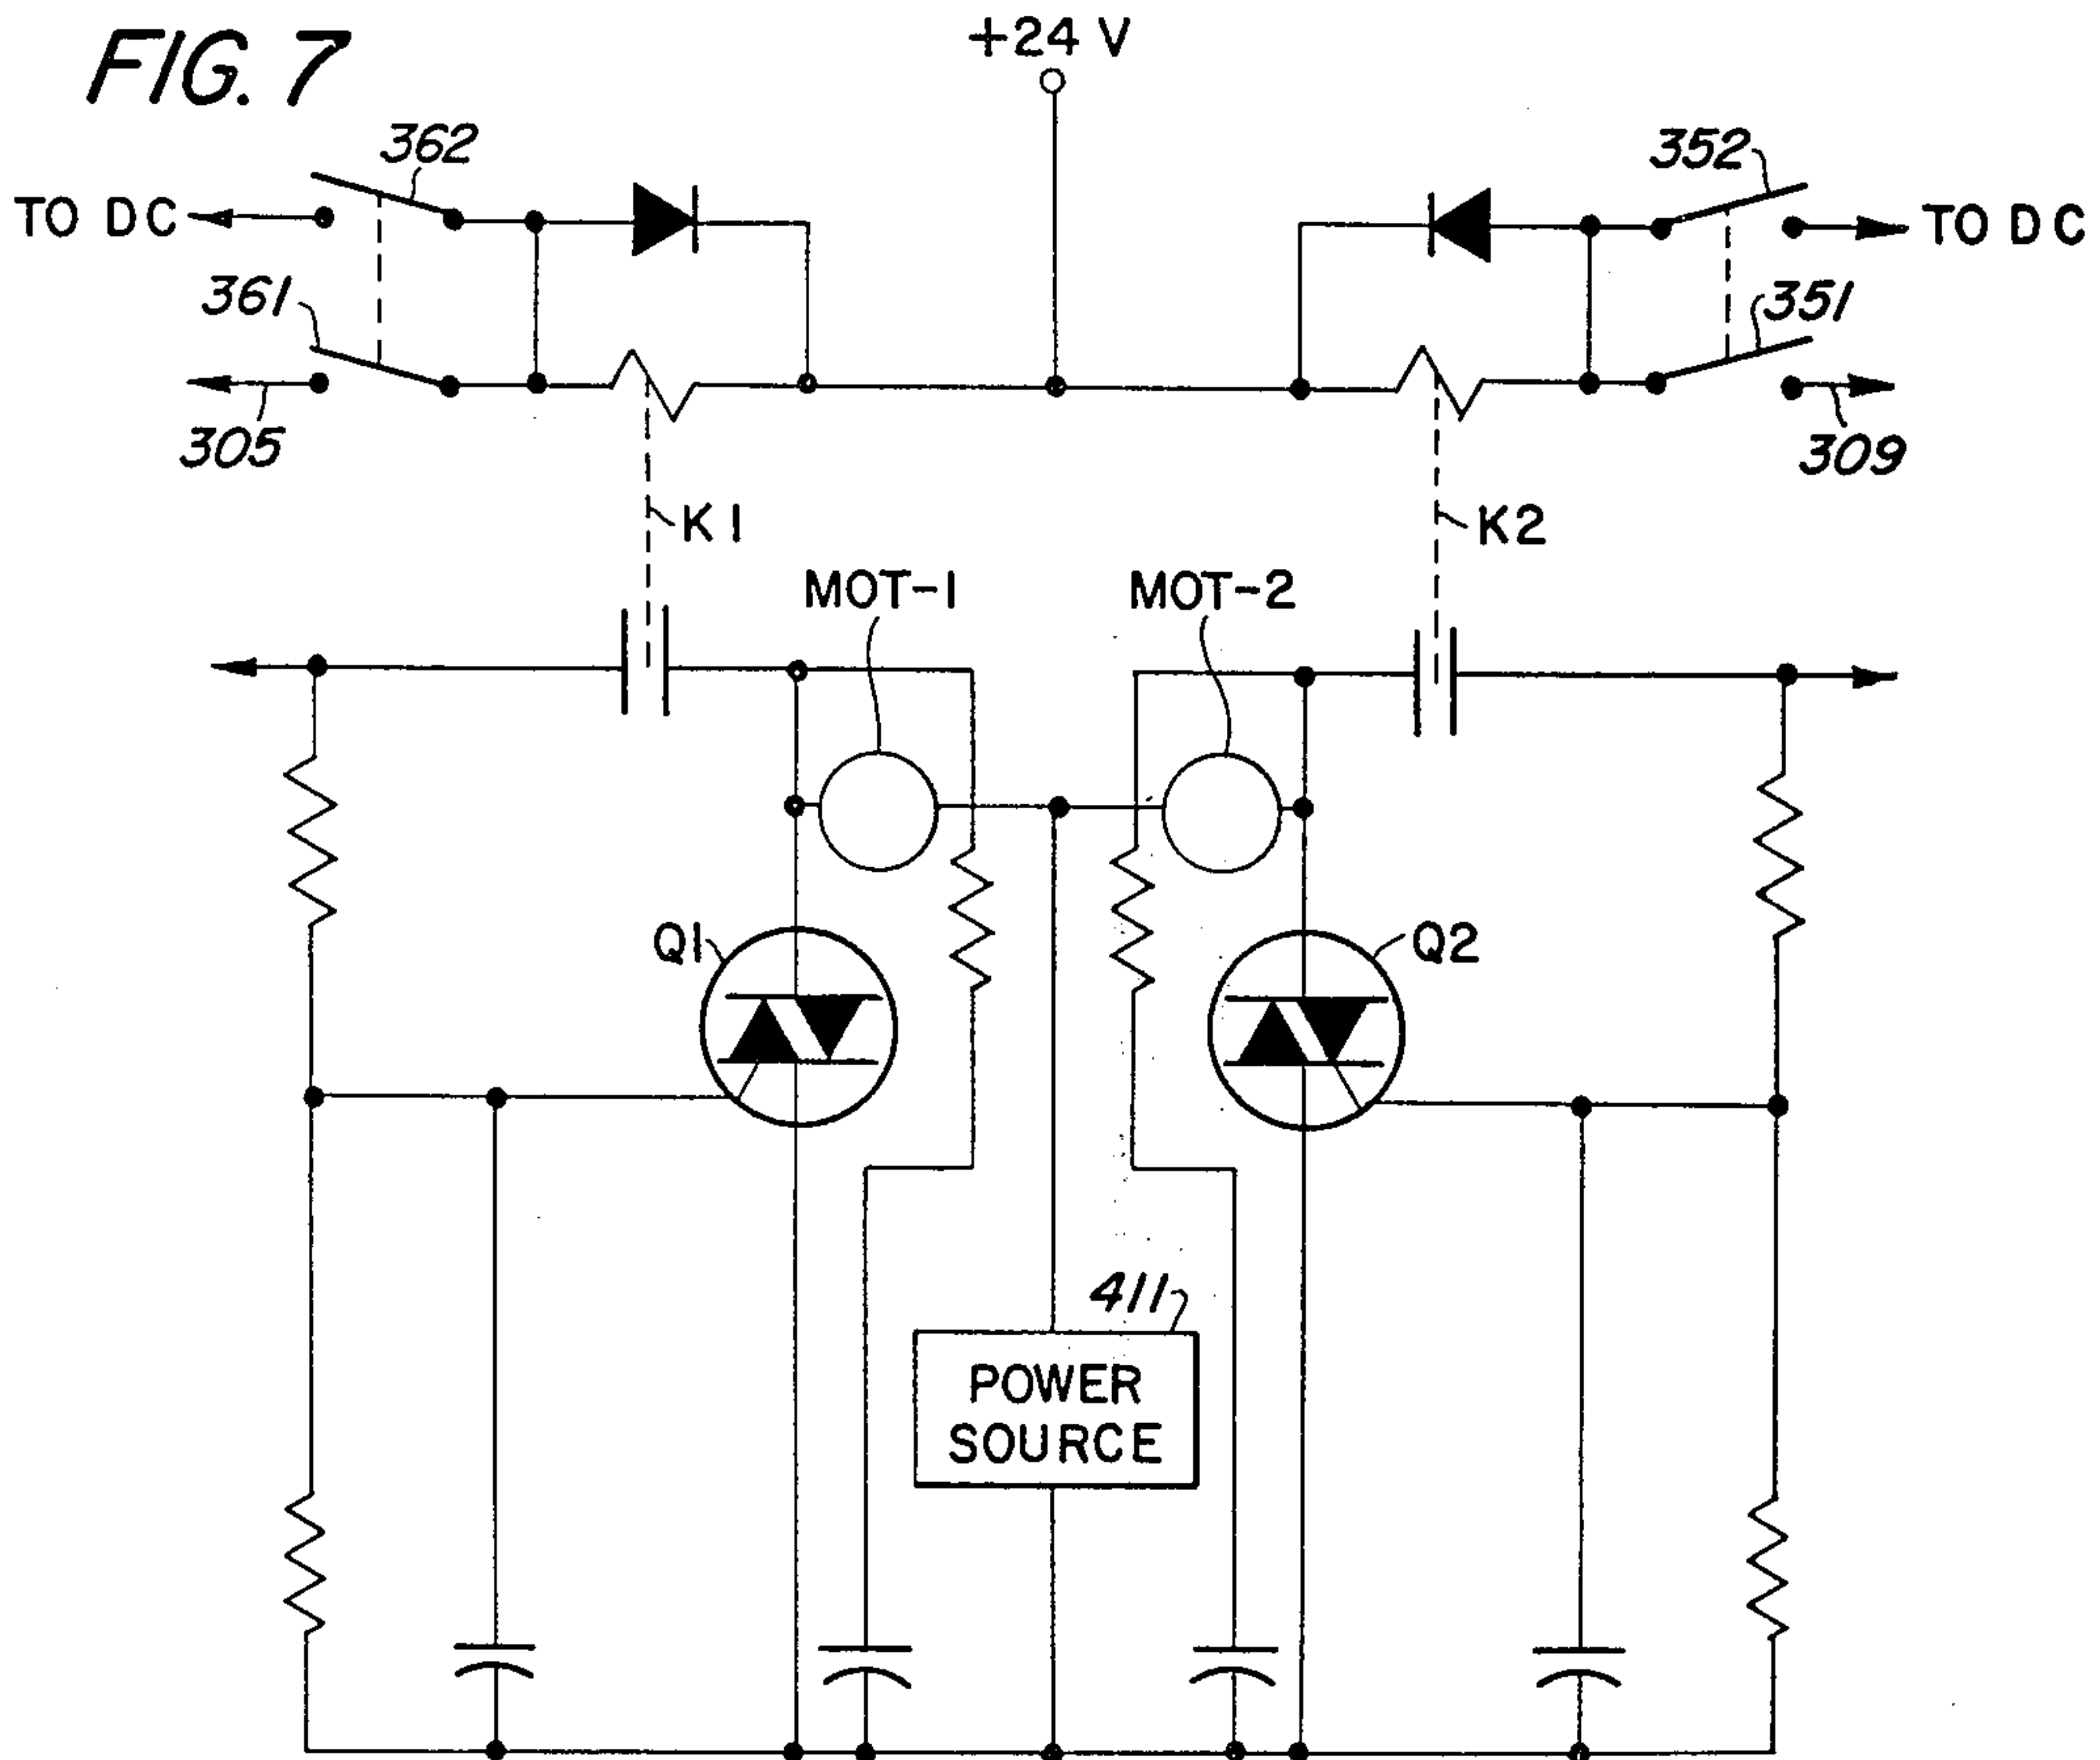 FIG. 7
+24 V
362
352
TO DC
TO DC
361
351
305
309
K1
K2
MOT-1
MOT-2
Q1
Q2
411
POWER
SOURCE